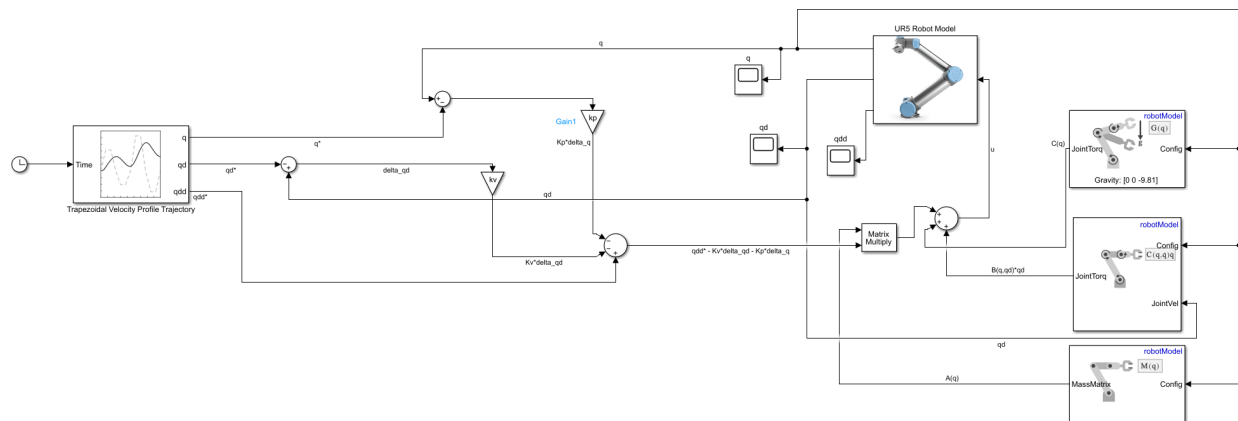 UR5 Robot Model
q
q
robotModel
G(q)
g
kp
Gain1
C(q)
JointTorq
Config
Kp*delta_q
qd
qdd
u
Gravity: [0 0 -9.81]
q
q*
Time
qd
qd*
delta_qd
qdd
qdd*
kv
qd
Trapezoidal Velocity Profile Trajectory
robotModel
Matrix
Multiply
Config
C(q,q)q
qdd* - Kv*delta_qd - Kp*delta_q
Kv*delta_qd
B(q,qd)*qd
JointTorq
JointVel
qd
robotModel
M(q)
A(q)
MassMatrix
Config